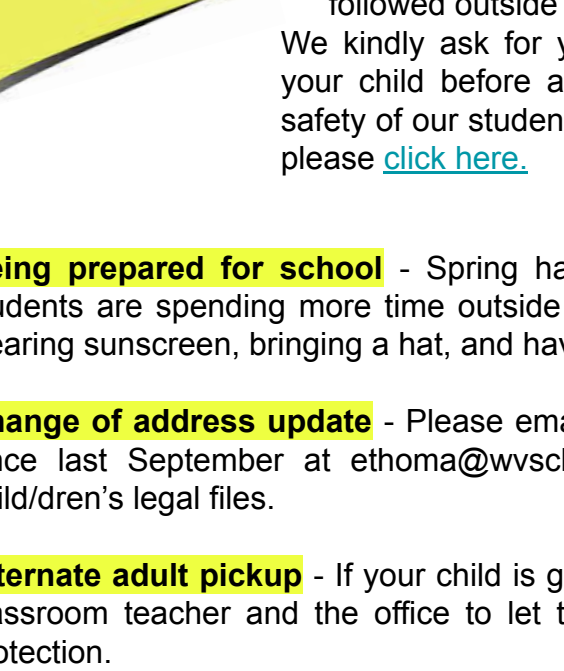 followed outside
We kindly ask for y
your child before a
safety of our studen
please click here.
eing prepared for school - Spring ha
udents are spending more time outside
earing sunscreen, bringing a hat, and hav
hange of address update - Please ema
nce last September at ethoma@wvscl
ild/dren's legal files.
ternate adult pickup - If your child is g
assroom teacher and the office to let t
otection.